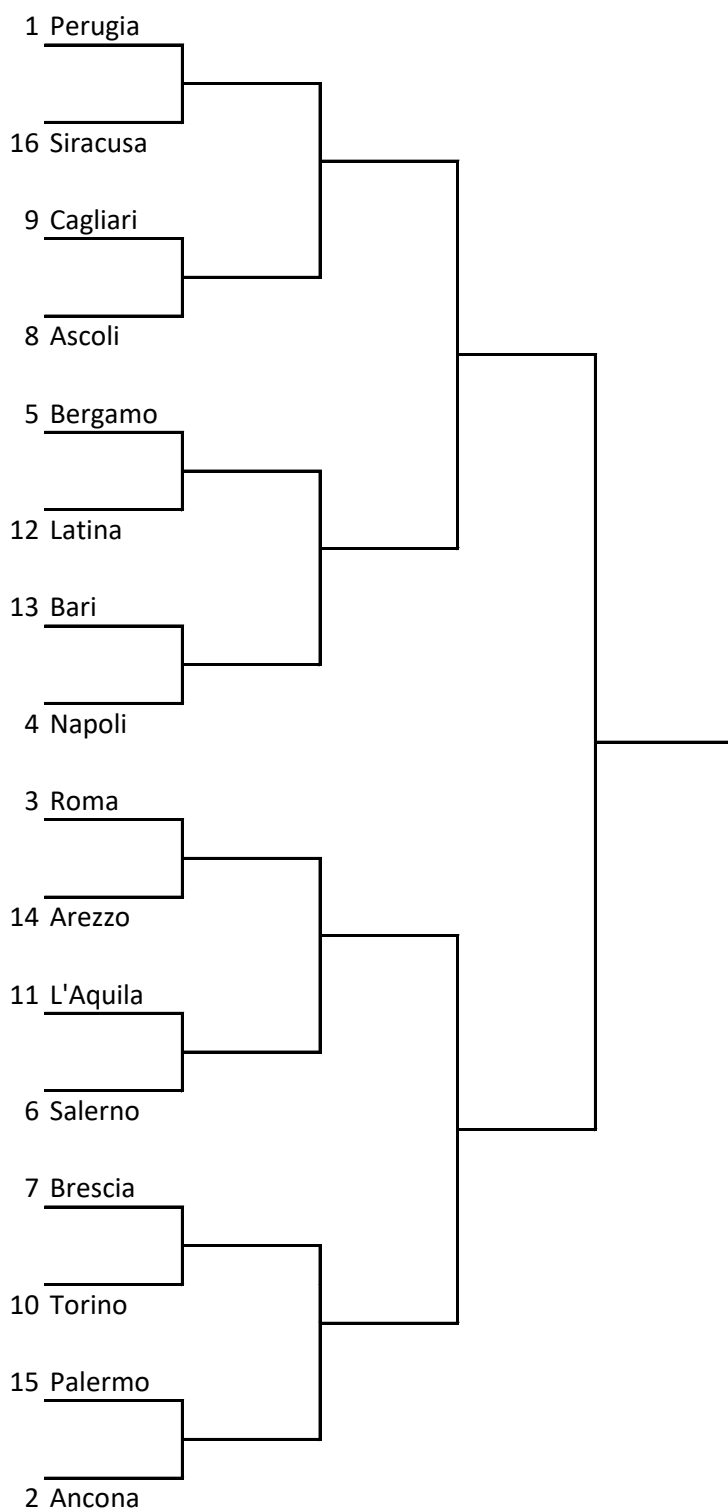 1 Perugia
16 Siracusa
9 Cagliari
8 Ascoli
5 Bergamo
12 Latina
13 Bari
4 Napoli
3 Roma
14 Arezzo
11 L'Aquila
6 Salerno
7 Brescia
10 Torino
15 Palermo
2 Ancona